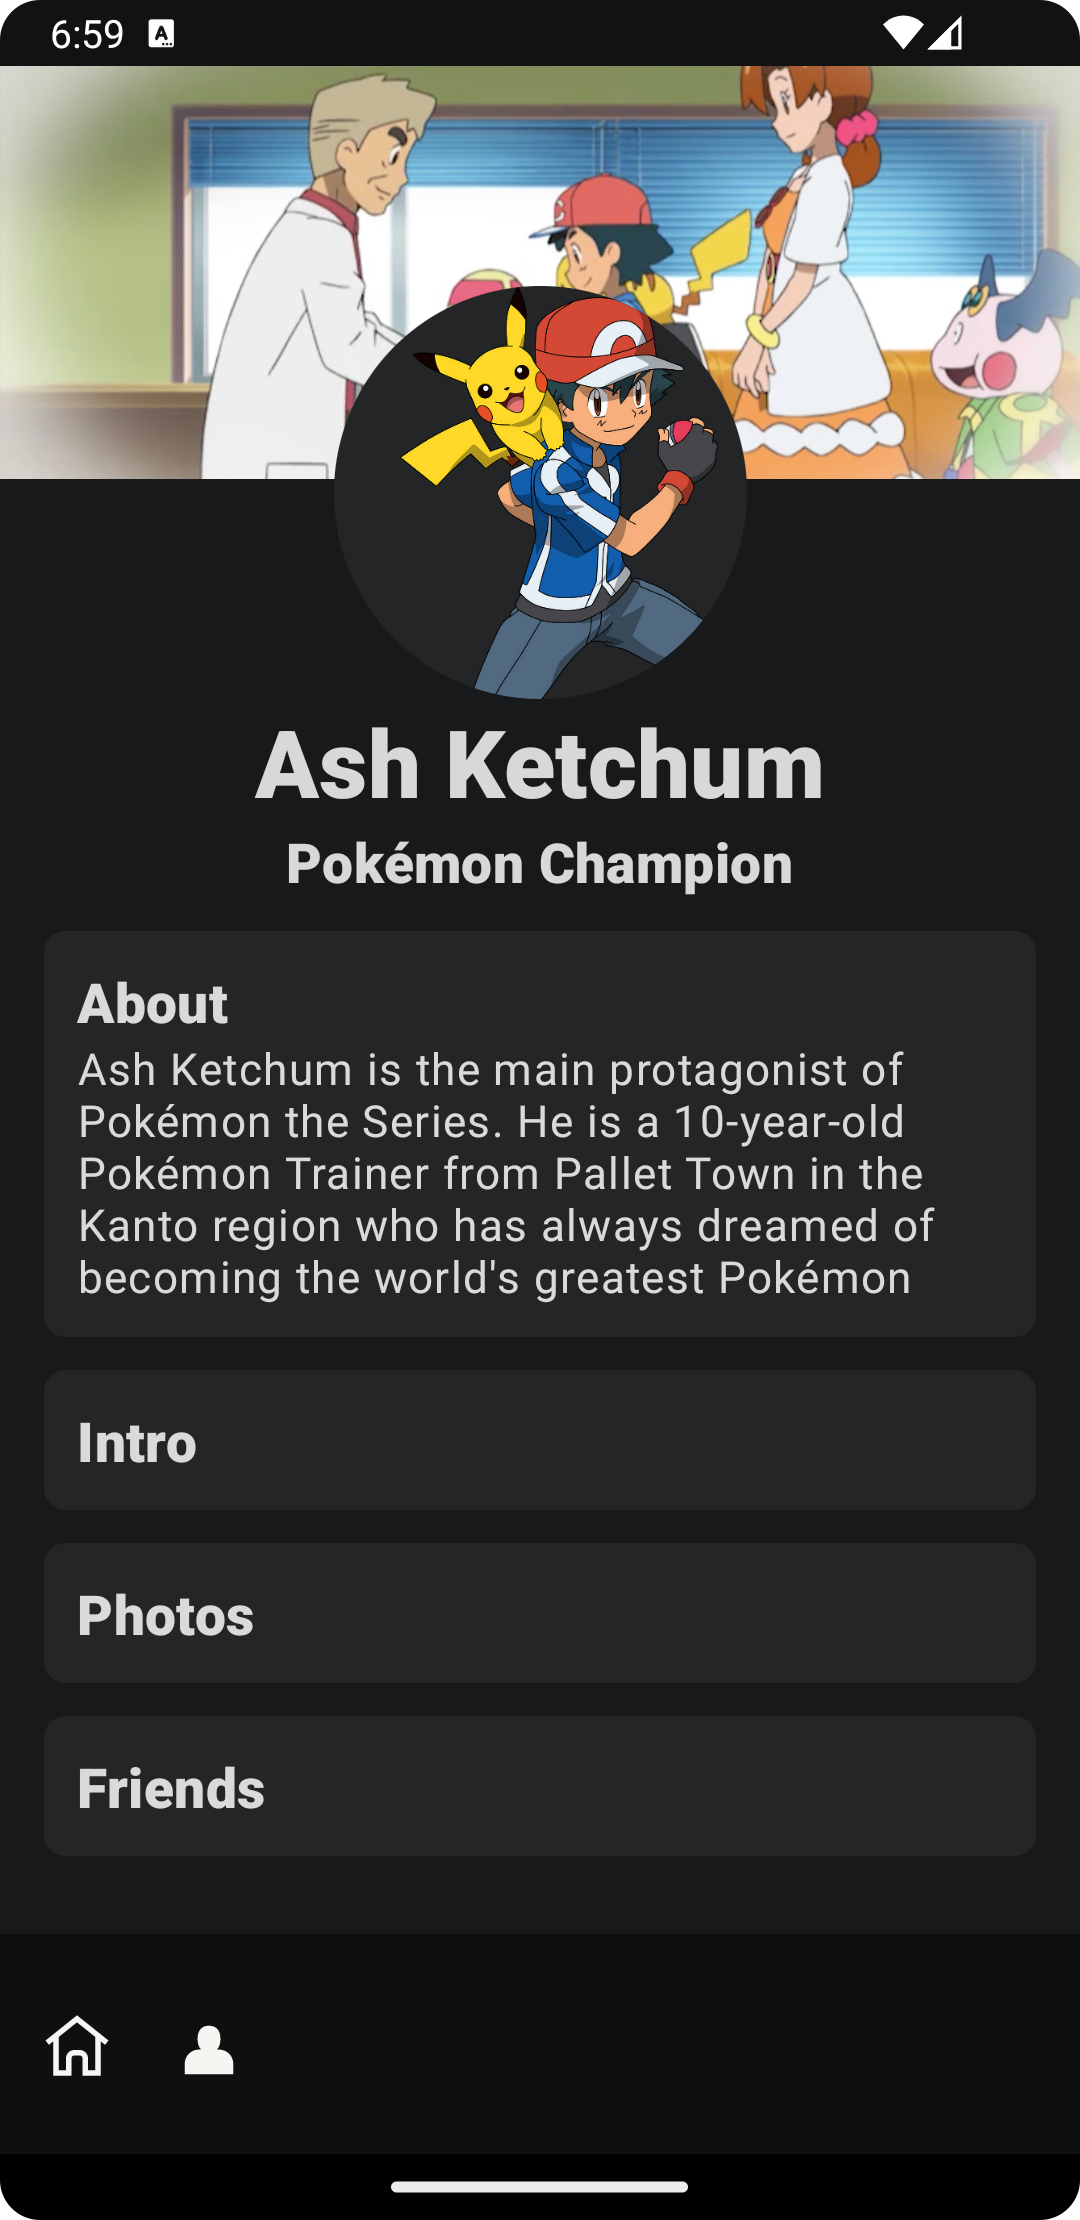 6:59
Ash Ketchum
Pokémon Champion
About
Ash Ketchum is the main protagonist of
Pokémon the Series. He is a 10-year-old
Pokémon Trainer from Pallet Town in the
Kanto region who has always dreamed of
becoming the world's greatest Pokémon
Intro
Photos
Friends